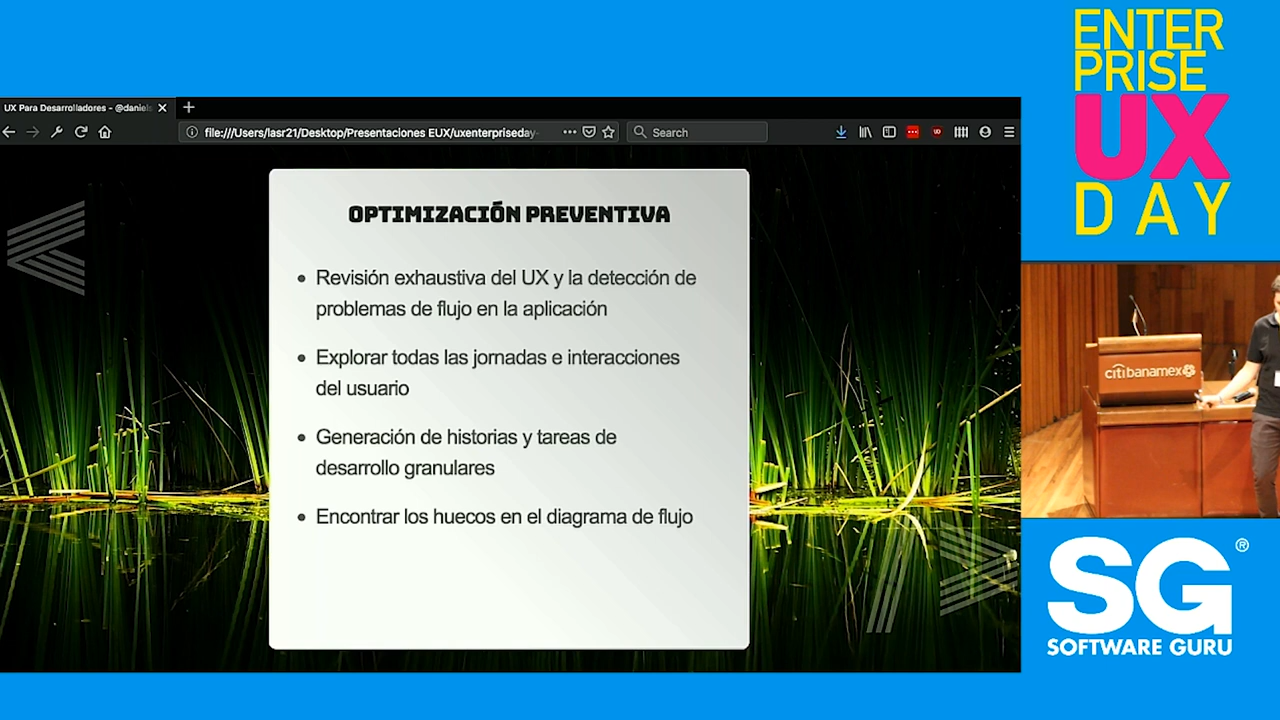 UX Para Desarrolladores - @daniels
file:///Users/lasr21/Desktop/Presentaciones EUX/uxenterpriseday-
Search
OPTIMIZACIÓN PREVENTIVA
• Revisión exhaustiva del UX y la detección de
problemas de flujo en la aplicación
• Explorar todas las jornadas e interacciones
del usuario
• Generación de historias y tareas de
desarrollo granulares
• Encontrar los huecos en el diagrama de flujo
ENTER
PRISE
UX
DAY
citibanamex
SG®
SOFTWARE GURU